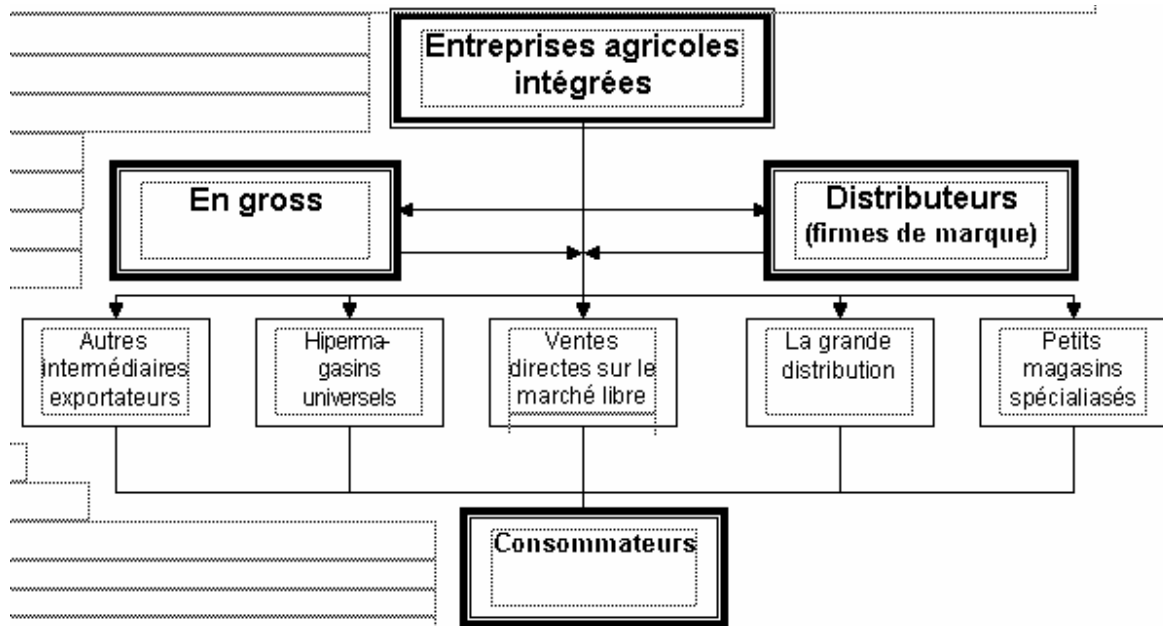 Entreprises agricoles
intégrées
En gross
Distributeurs
(firmes de marque)
Autres
intermédiaires
exportateurs
Hiperma-
gasins
universels
Ventes
directes sur le
marché libre
La grande
distribution
Petits
magasins
spécialiasés
Consommateurs